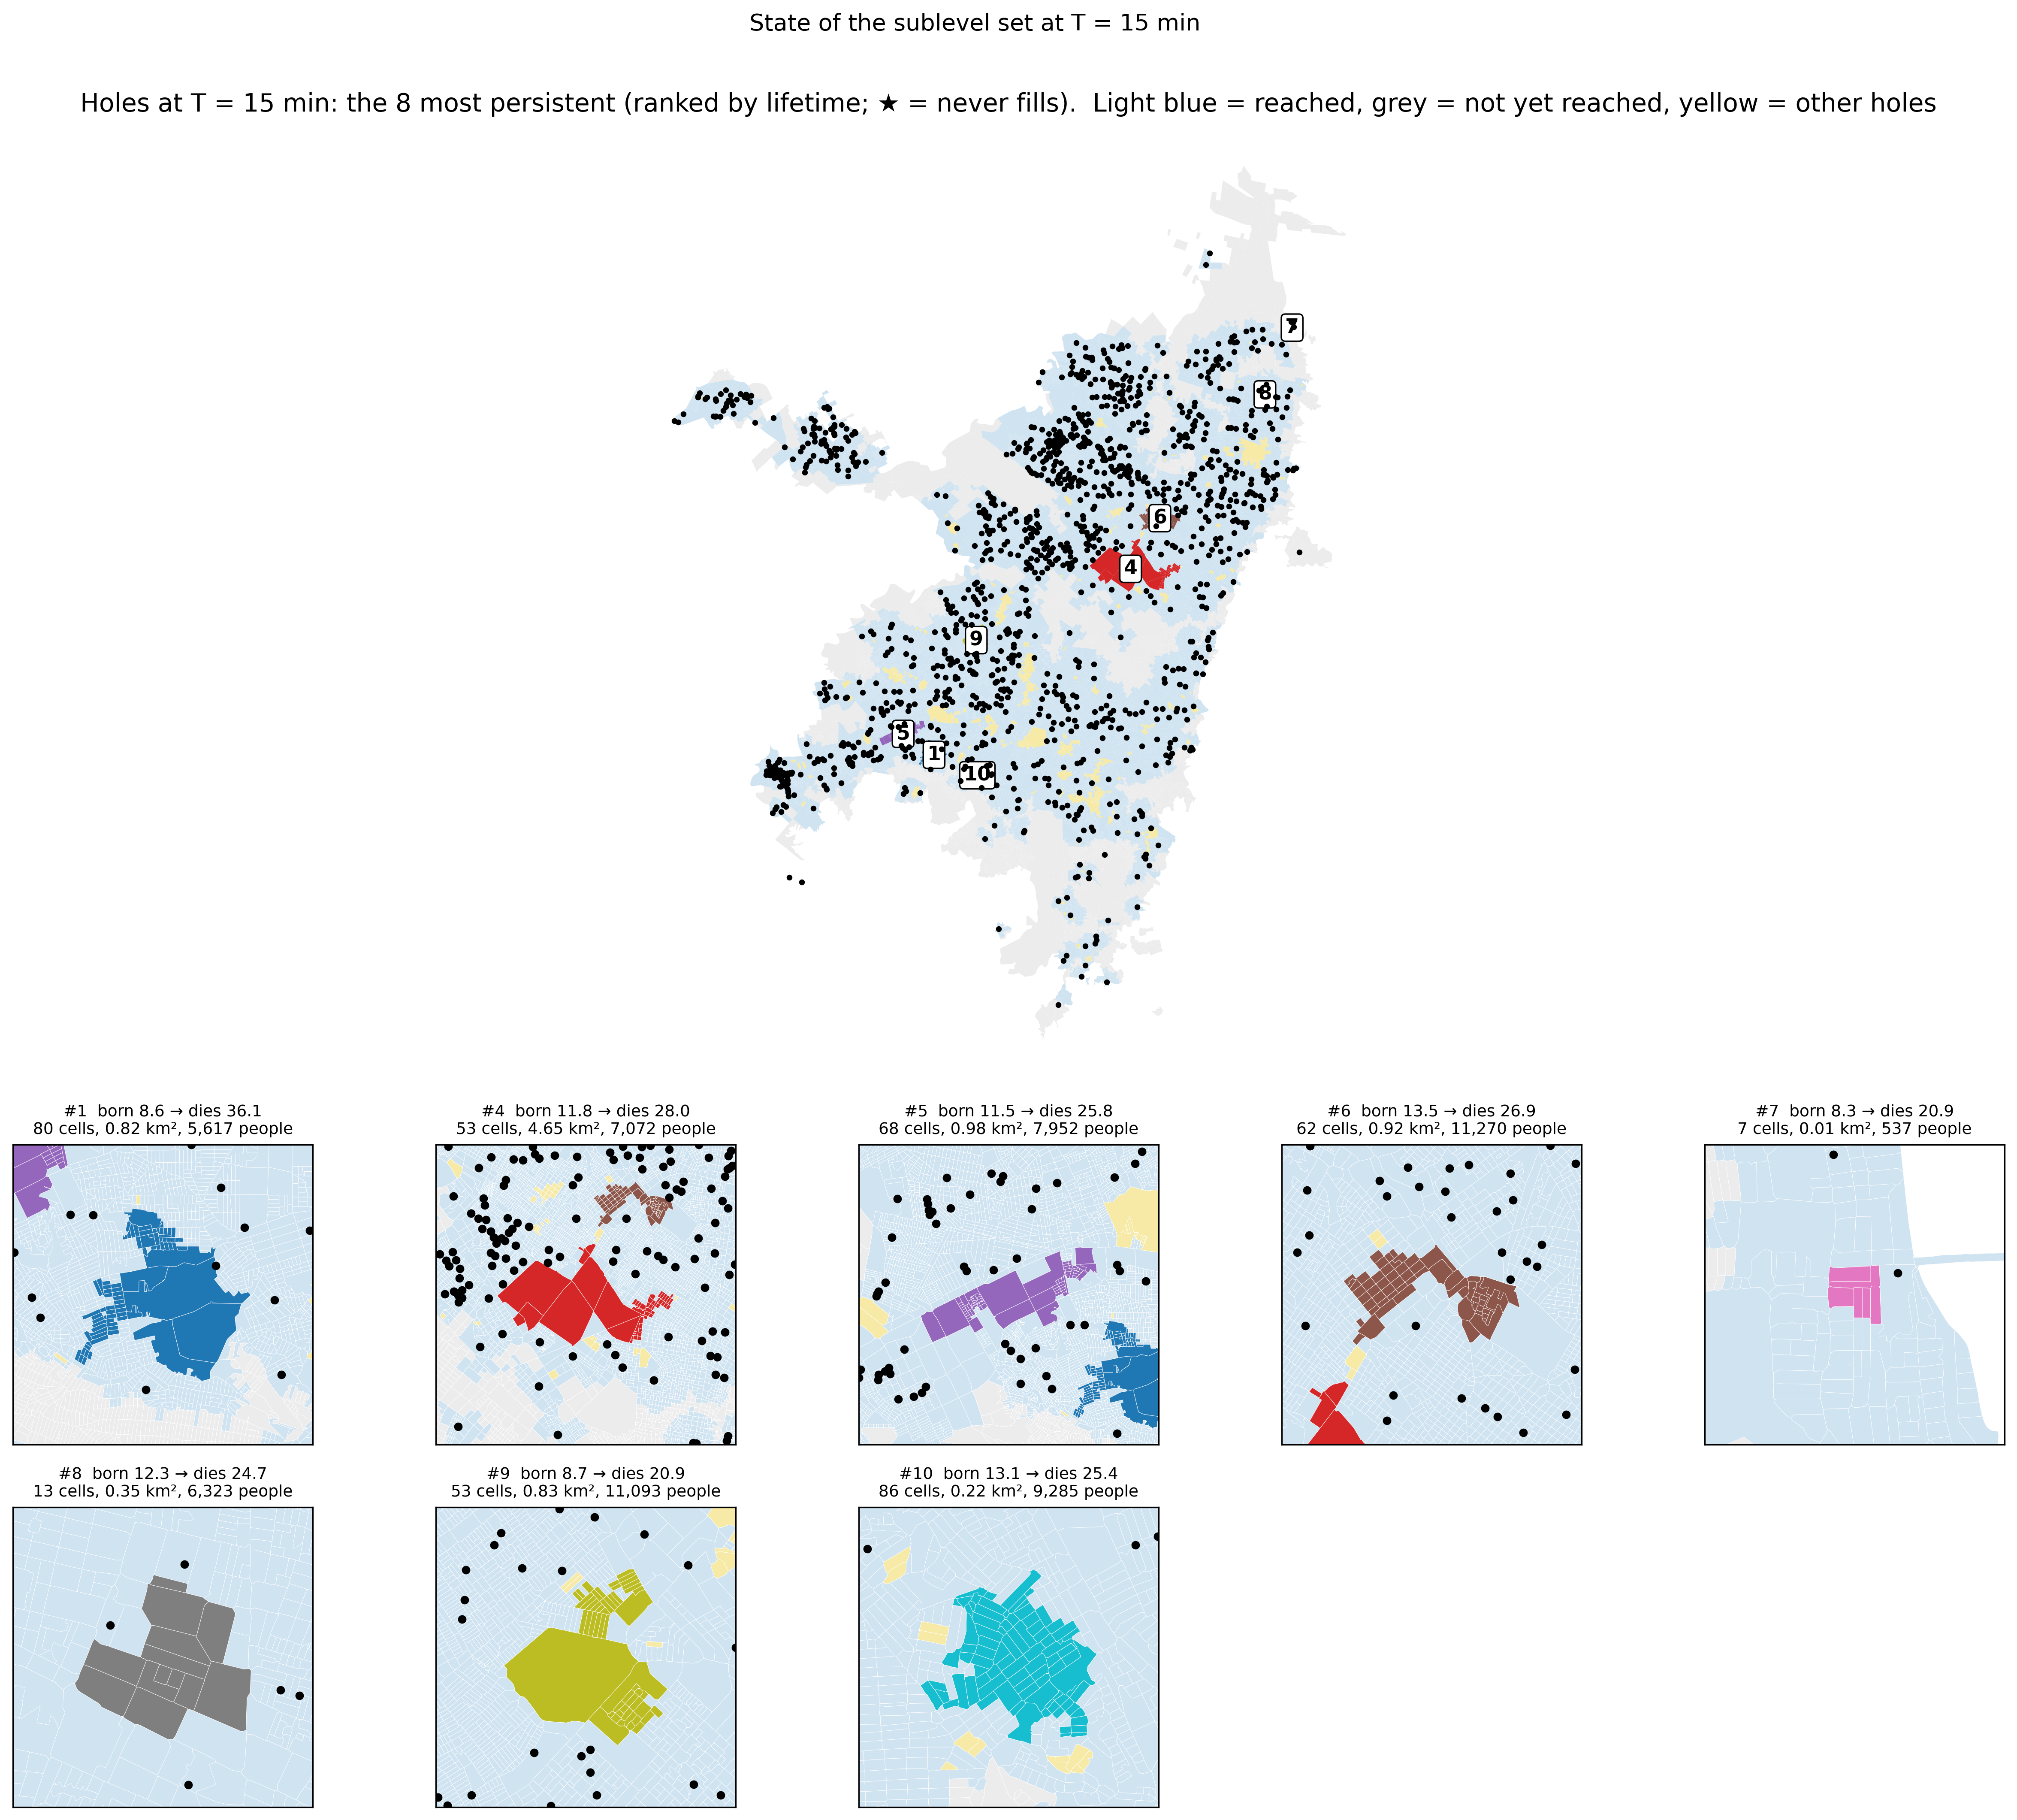 State of the sublevel set at T = 15 min
Holes at T = 15 min: the 8 most persistent (ranked by lifetime; ★ = never fills).  Light blue = reached, grey = not yet reached, yellow = other holes
7
8
6
4
9
5
1
10
#1  born 8.6 → dies 36.1
80 cells, 0.82 km², 5,617 people
#4  born 11.8 → dies 28.0
53 cells, 4.65 km², 7,072 people
#5  born 11.5 → dies 25.8
68 cells, 0.98 km², 7,952 people
#6  born 13.5 → dies 26.9
62 cells, 0.92 km², 11,270 people
#7  born 8.3 → dies 20.9
7 cells, 0.01 km², 537 people
#8  born 12.3 → dies 24.7
13 cells, 0.35 km², 6,323 people
#9  born 8.7 → dies 20.9
53 cells, 0.83 km², 11,093 people
#10  born 13.1 → dies 25.4
86 cells, 0.22 km², 9,285 people